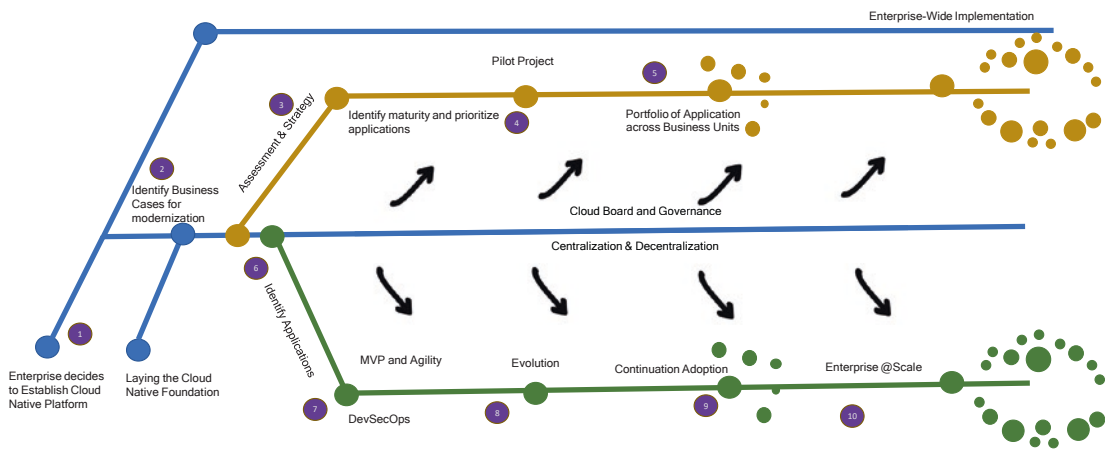 Enterprise-Wide Implementation
Pilot Project
5
3
Assessment & Strategy
Identify maturity and prioritize
applications
4
Portfolio of Application
across Business Units
2
Identify Business
Cases for
modernization
Cloud Board and Governance
Centralization & Decentralization
6
Identify Applications
1
Enterprise decides
to Establish Cloud
Native Platform
Laying the Cloud
Native Foundation
MVP and Agility
Evolution
Continuation Adoption
Enterprise @Scale
7
DevSecOps
8
9
10